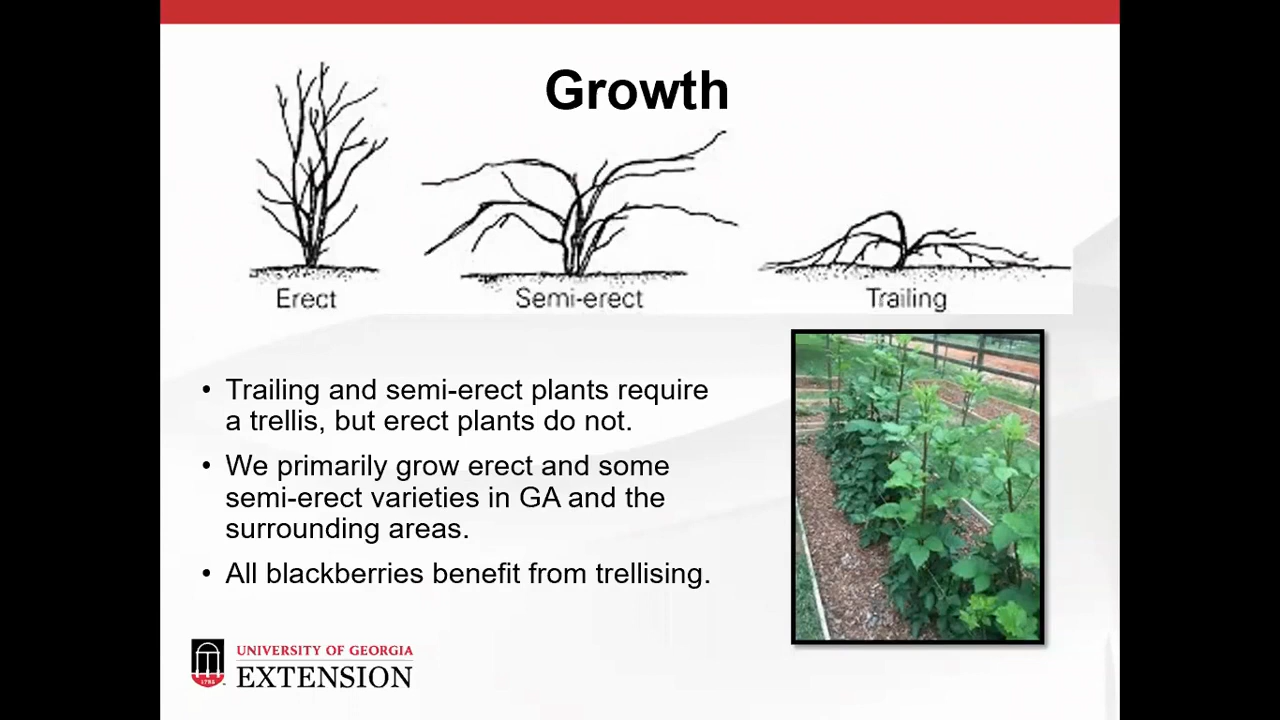 Growth
Erect
Semi-erect
Trailing
• Trailing and semi-erect plants require
a trellis, but erect plants do not.
• We primarily grow erect and some
semi-erect varieties in GA and the
surrounding areas.
• All blackberries benefit from trellising.
1785
UNIVERSITY OF GEORGIA
EXTENSION